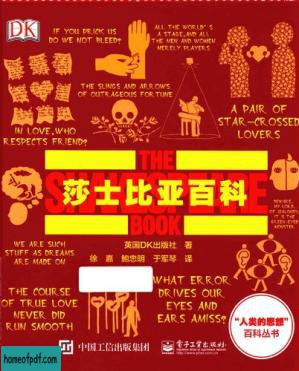 DK
IF YOU PRICK US
DO WE NOT BLEED?
ALL THE WORLD'S
A STAGE, AND ALL
THE MEN AND WOMEN
MERELY PLAYERS
THE SLINGS AND ARROWS
OF OUTRAGEOUS FORTUNE
A PAIR OF
STAR-CROSSED
LOVERS
IN LOVE, WHO
RESPECTS FRIEND?
THE
莎士比亚百科
BOOK
BEWARE,
MY LORD,
OF JEALOUSY,
WE ARE SUCH
STUFF AS DREAMS
ARE MADE ON
英国DK出版社 著
徐嘉 鲍忠明 于军琴 译
THE COURSE
OF TRUE LOVE
NEVER DID
RUN SMOOTH
WHAT ERROR
DRIVES OUR
EYES AND
EARS AMISS?
"人类的思想"
百科丛书
中国工信出版集团
电子工业出版社
homeofpdf.com